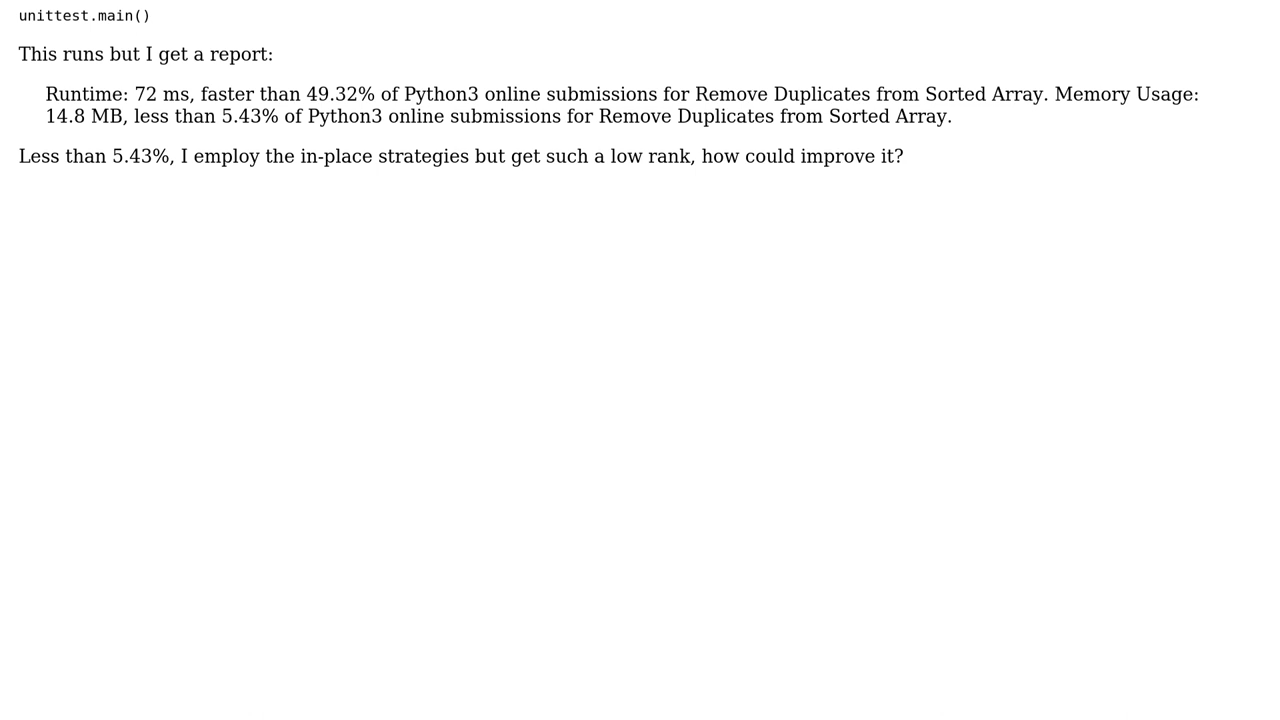 unittest.main()
This runs but I get a report:
Runtime: 72 ms, faster than 49.32% of Python3 online submissions for Remove Duplicates from Sorted Array. Memory Usage:
14.8 MB, less than 5.43% of Python3 online submissions for Remove Duplicates from Sorted Array.
Less than 5.43%, I employ the in-place strategies but get such a low rank, how could improve it?